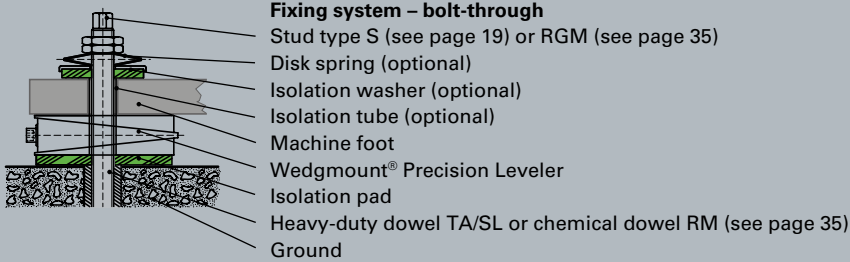 Fixing system – bolt-through
Stud type S (see page 19) or RGM (see page 35)
Disk spring (optional)
Isolation washer (optional)
Isolation tube (optional)
Machine foot
Wedgmount® Precision Leveler
Isolation pad
Heavy-duty dowel TA/SL or chemical dowel RM (see page 35)
Ground